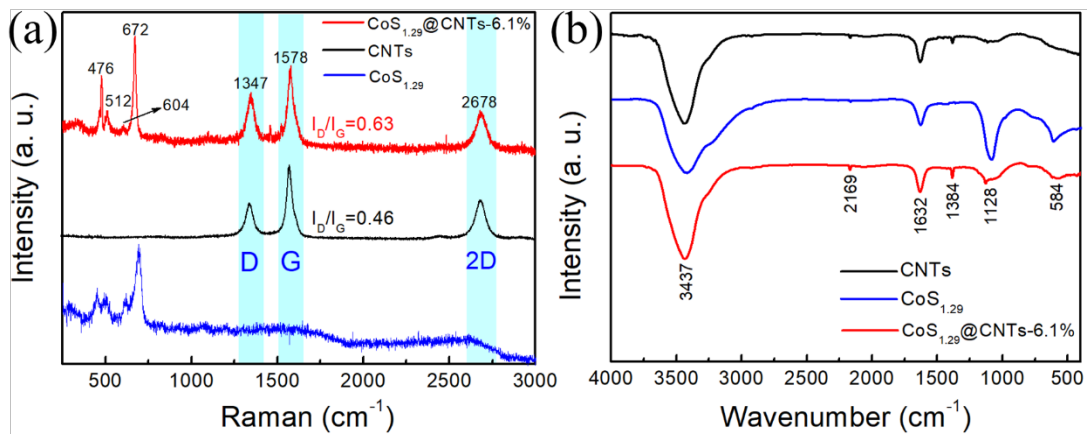 (a)
CoS1.29@CNTs-6.1%
CNTs
CoS1.29
672
476
512
604
1347
1578
2678
ID/IG=0.63
ID/IG=0.46
D
G
2D
Intensity (a. u.)
500
1000
1500
2000
2500
3000
Raman (cm-1)
(b)
2169
1632
1384
1128
584
3437
CNTs
CoS1.29
CoS1.29@CNTs-6.1%
Intensity (a.u.)
4000
3500
3000
2500
2000
1500
1000
500
Wavenumber (cm-1)